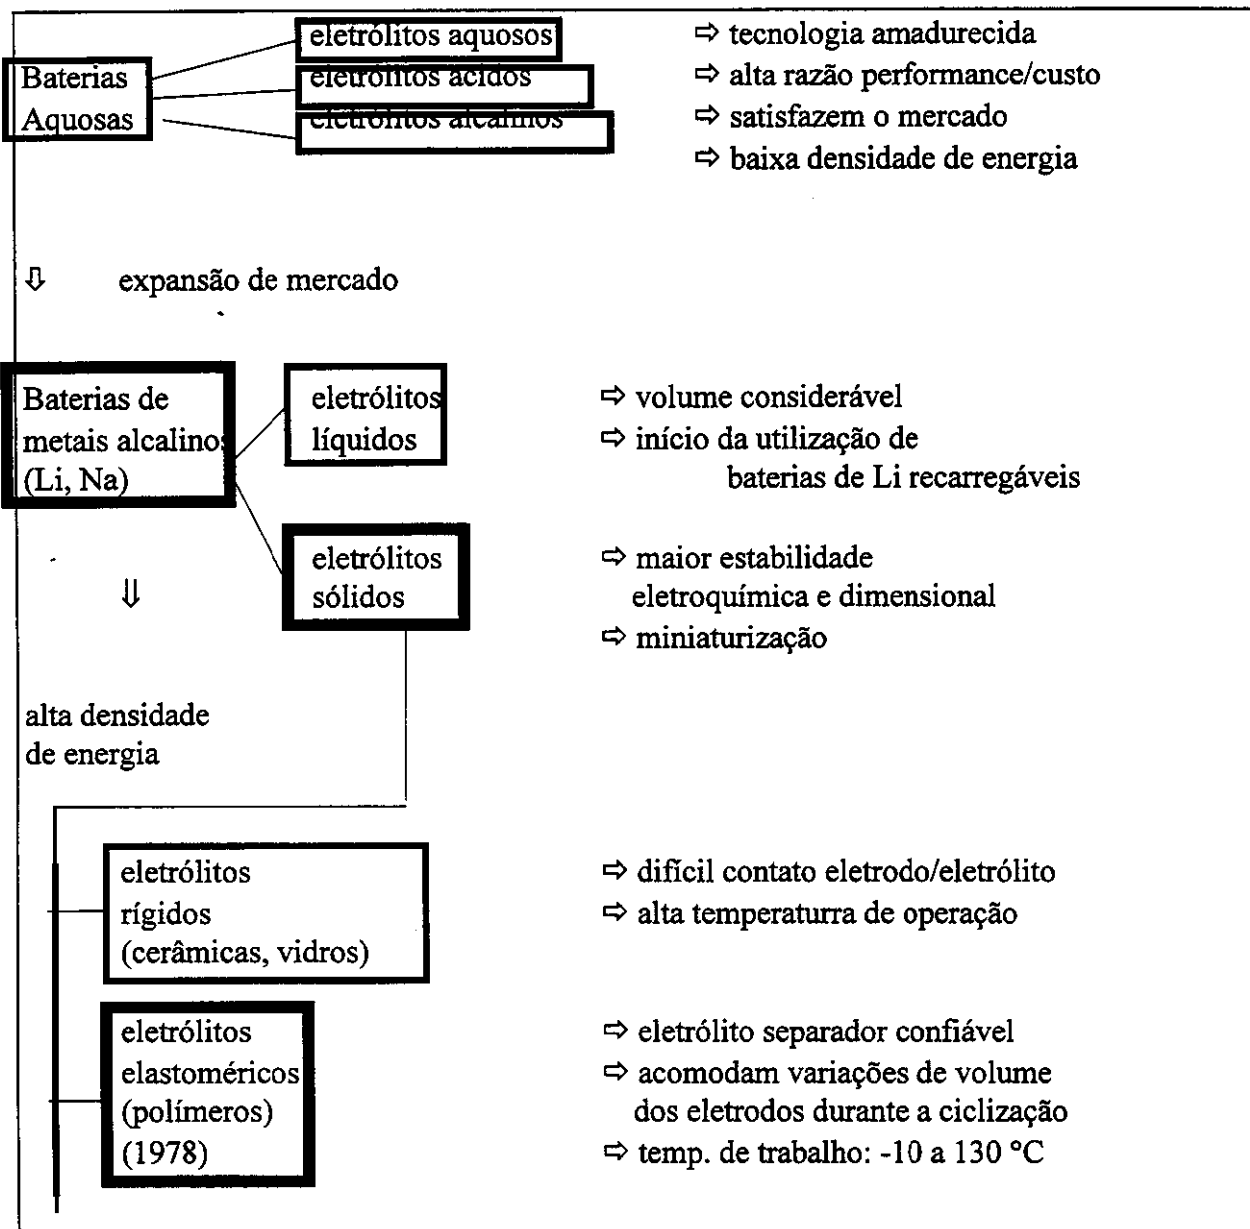 eletrólitos aquosos ⇨ tecnologia amadurecida
Baterias eletrólitos ácidos ⇨ alta razão performance/custo
Aquosas eletrólitos alcalinos ⇨ satisfazem o mercado
⇨ baixa densidade de energia
⇩ expansão de mercado
Baterias de eletrólitos ⇨ volume considerável
metais alcalinos líquidos ⇨ início da utilização de
(Li, Na) baterias de Li recarregáveis
eletrólitos ⇨ maior estabilidade
⇓ sólidos eletroquímica e dimensional
⇨ miniaturização
alta densidade
de energia
eletrólitos ⇨ difícil contato eletrodo/eletrólito
rígidos ⇨ alta temperaturra de operação
(cerâmicas, vidros)
eletrólitos ⇨ eletrólito separador confiável
elastoméricos ⇨ acomodam variações de volume
(polímeros) dos eletrodos durante a ciclização
(1978) ⇨ temp. de trabalho: -10 a 130 ºC